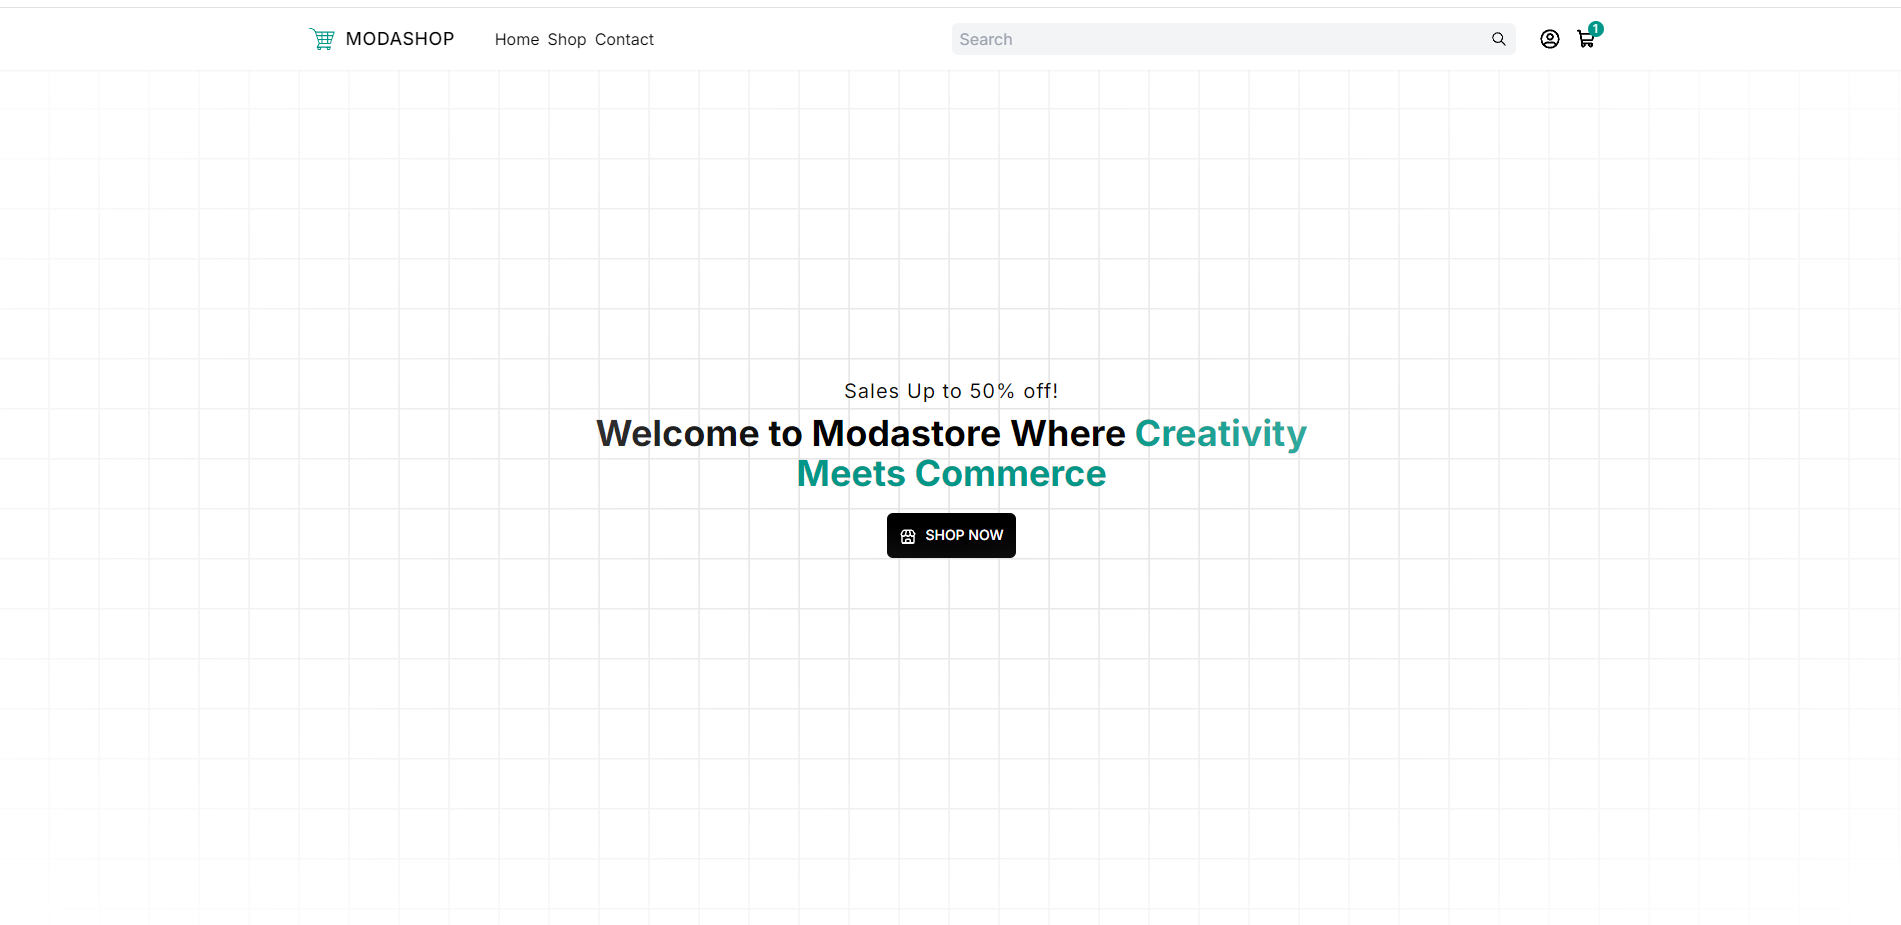 MODASHOP
Home Shop Contact
Search
1
Sales Up to 50% off!
Welcome to Modastore Where Creativity
Meets Commerce
SHOP NOW